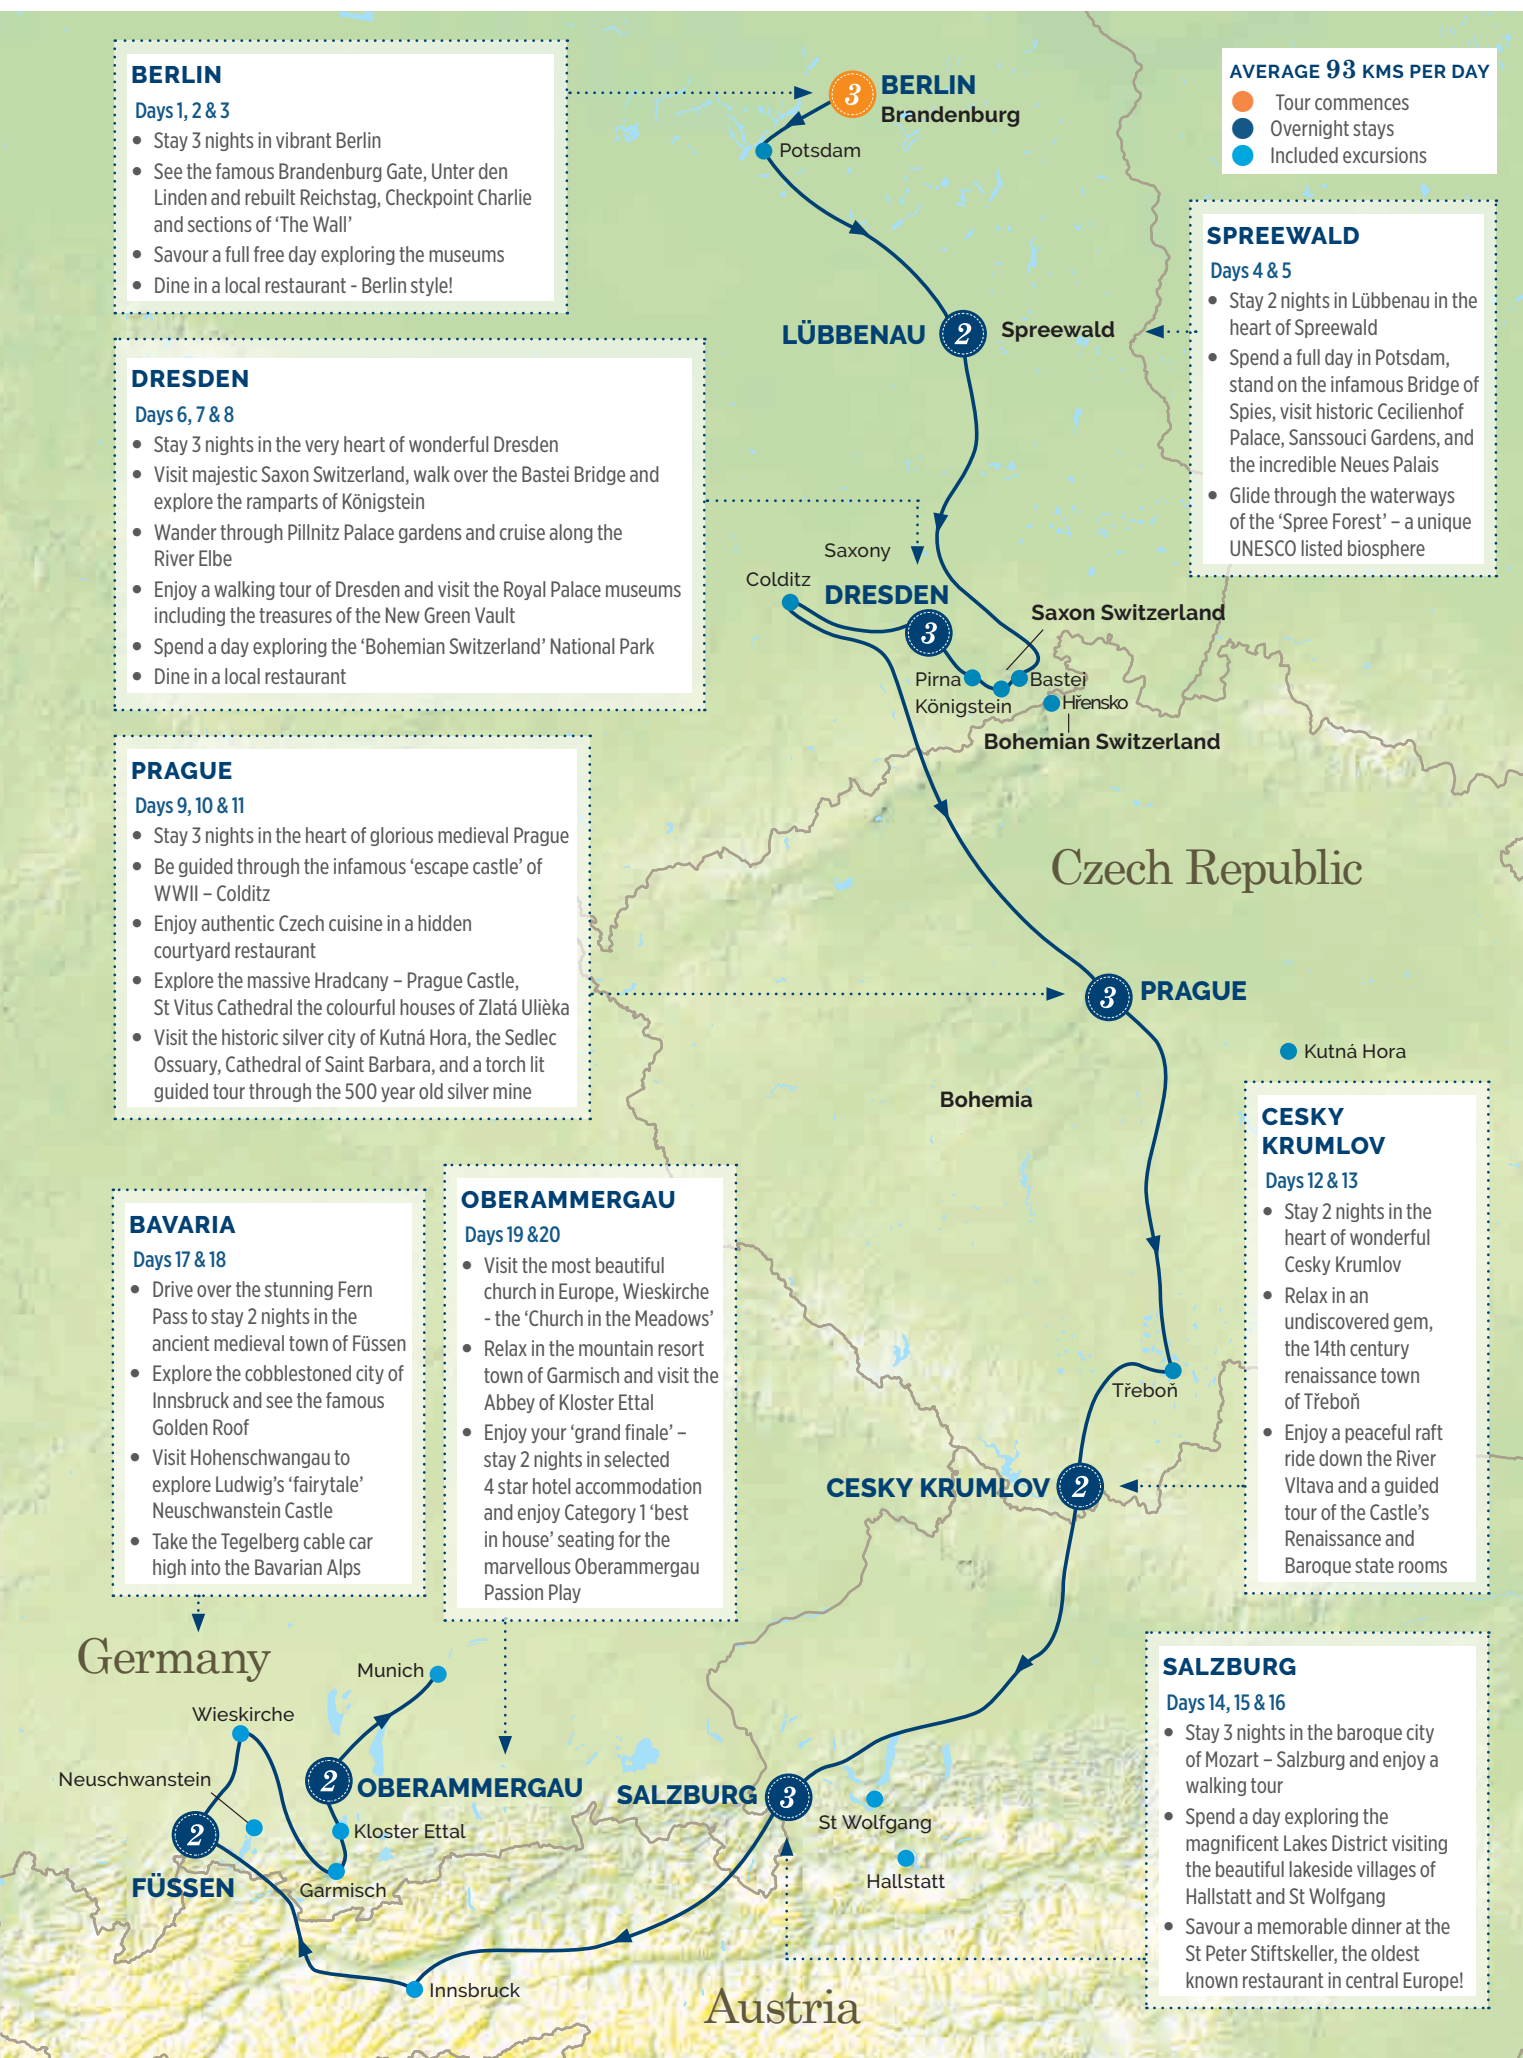 BERLIN
Days 1, 2 & 3
• Stay 3 nights in vibrant Berlin
• See the famous Brandenburg Gate, Unter den
Linden and rebuilt Reichstag, Checkpoint Charlie
and sections of ‘The Wall’
• Savour a full free day exploring the museums
• Dine in a local restaurant - Berlin style!
3
BERLIN
Brandenburg
Potsdam
AVERAGE 93 KMS PER DAY
Tour commences
Overnight stays
Included excursions
SPREEWALD
Days 4 & 5
• Stay 2 nights in Lübbenau in the
heart of Spreewald
• Spend a full day in Potsdam,
stand on the infamous Bridge of
Spies, visit historic Cecilienhof
Palace, Sanssouci Gardens, and
the incredible Neues Palais
• Glide through the waterways
of the ‘Spree Forest’ – a unique
UNESCO listed biosphere
LÜBBENAU
2
Spreewald
DRESDEN
Days 6, 7 & 8
• Stay 3 nights in the very heart of wonderful Dresden
• Visit majestic Saxon Switzerland, walk over the Bastei Bridge and
explore the ramparts of Königstein
• Wander through Pillnitz Palace gardens and cruise along the
River Elbe
• Enjoy a walking tour of Dresden and visit the Royal Palace museums
including the treasures of the New Green Vault
• Spend a day exploring the ‘Bohemian Switzerland’ National Park
• Dine in a local restaurant
Saxony
Colditz
DRESDEN
3
Saxon Switzerland
Pirna
Bastei
Königstein
Hřensko
Bohemian Switzerland
PRAGUE
Days 9, 10 & 11
• Stay 3 nights in the heart of glorious medieval Prague
• Be guided through the infamous ‘escape castle’ of
WWII – Colditz
• Enjoy authentic Czech cuisine in a hidden
courtyard restaurant
• Explore the massive Hradcany – Prague Castle,
St Vitus Cathedral the colourful houses of Zlatá Ulièka
• Visit the historic silver city of Kutná Hora, the Sedlec
Ossuary, Cathedral of Saint Barbara, and a torch lit
guided tour through the 500 year old silver mine
Czech Republic
3
PRAGUE
Kutná Hora
Bohemia
CESKY
KRUMLOV
Days 12 & 13
• Stay 2 nights in the
heart of wonderful
Cesky Krumlov
• Relax in an
undiscovered gem,
the 14th century
renaissance town
of Třeboň
• Enjoy a peaceful raft
ride down the River
Vltava and a guided
tour of the Castle’s
Renaissance and
Baroque state rooms
Třeboň
CESKY KRUMLOV
2
BAVARIA
Days 17 & 18
• Drive over the stunning Fern
Pass to stay 2 nights in the
ancient medieval town of Füssen
• Explore the cobblestoned city of
Innsbruck and see the famous
Golden Roof
• Visit Hohenschwangau to
explore Ludwig’s ‘fairytale’
Neuschwanstein Castle
• Take the Tegelberg cable car
high into the Bavarian Alps
OBERAMMERGAU
Days 19 &20
• Visit the most beautiful
church in Europe, Wieskirche
- the ‘Church in the Meadows’
• Relax in the mountain resort
town of Garmisch and visit the
Abbey of Kloster Ettal
• Enjoy your ‘grand finale’ –
stay 2 nights in selected
4 star hotel accommodation
and enjoy Category 1 ‘best
in house’ seating for the
marvellous Oberammergau
Passion Play
Germany
Munich
Wieskirche
Neuschwanstein
2
OBERAMMERGAU
Kloster Ettal
2
FÜSSEN
Garmisch
Innsbruck
SALZBURG
3
St Wolfgang
Hallstatt
Austria
SALZBURG
Days 14, 15 & 16
• Stay 3 nights in the baroque city
of Mozart – Salzburg and enjoy a
walking tour
• Spend a day exploring the
magnificent Lakes District visiting
the beautiful lakeside villages of
Hallstatt and St Wolfgang
• Savour a memorable dinner at the
St Peter Stiftskeller, the oldest
known restaurant in central Europe!